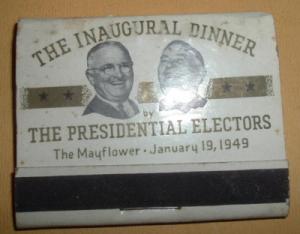 THE INAUGURAL DINNER
by
THE PRESIDENTIAL ELECTORS
The Mayflower · January 19, 1949